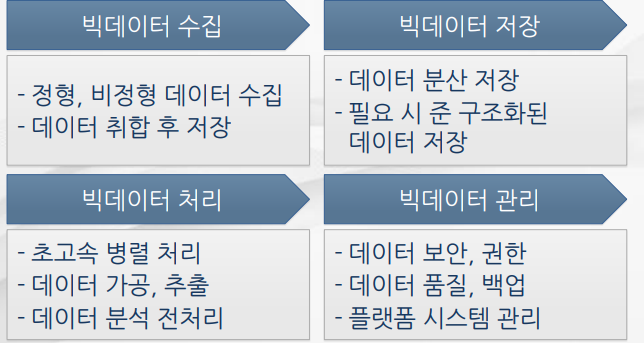 빅데이터 수집
- 정형, 비정형 데이터 수집
- 데이터 취합 후 저장
빅데이터 저장
- 데이터 분산 저장
- 필요 시 준 구조화된
데이터 저장
빅데이터 처리
- 초고속 병렬 처리
- 데이터 가공, 추출
- 데이터 분석 전처리
빅데이터 관리
- 데이터 보안, 권한
- 데이터 품질, 백업
- 플랫폼 시스템 관리